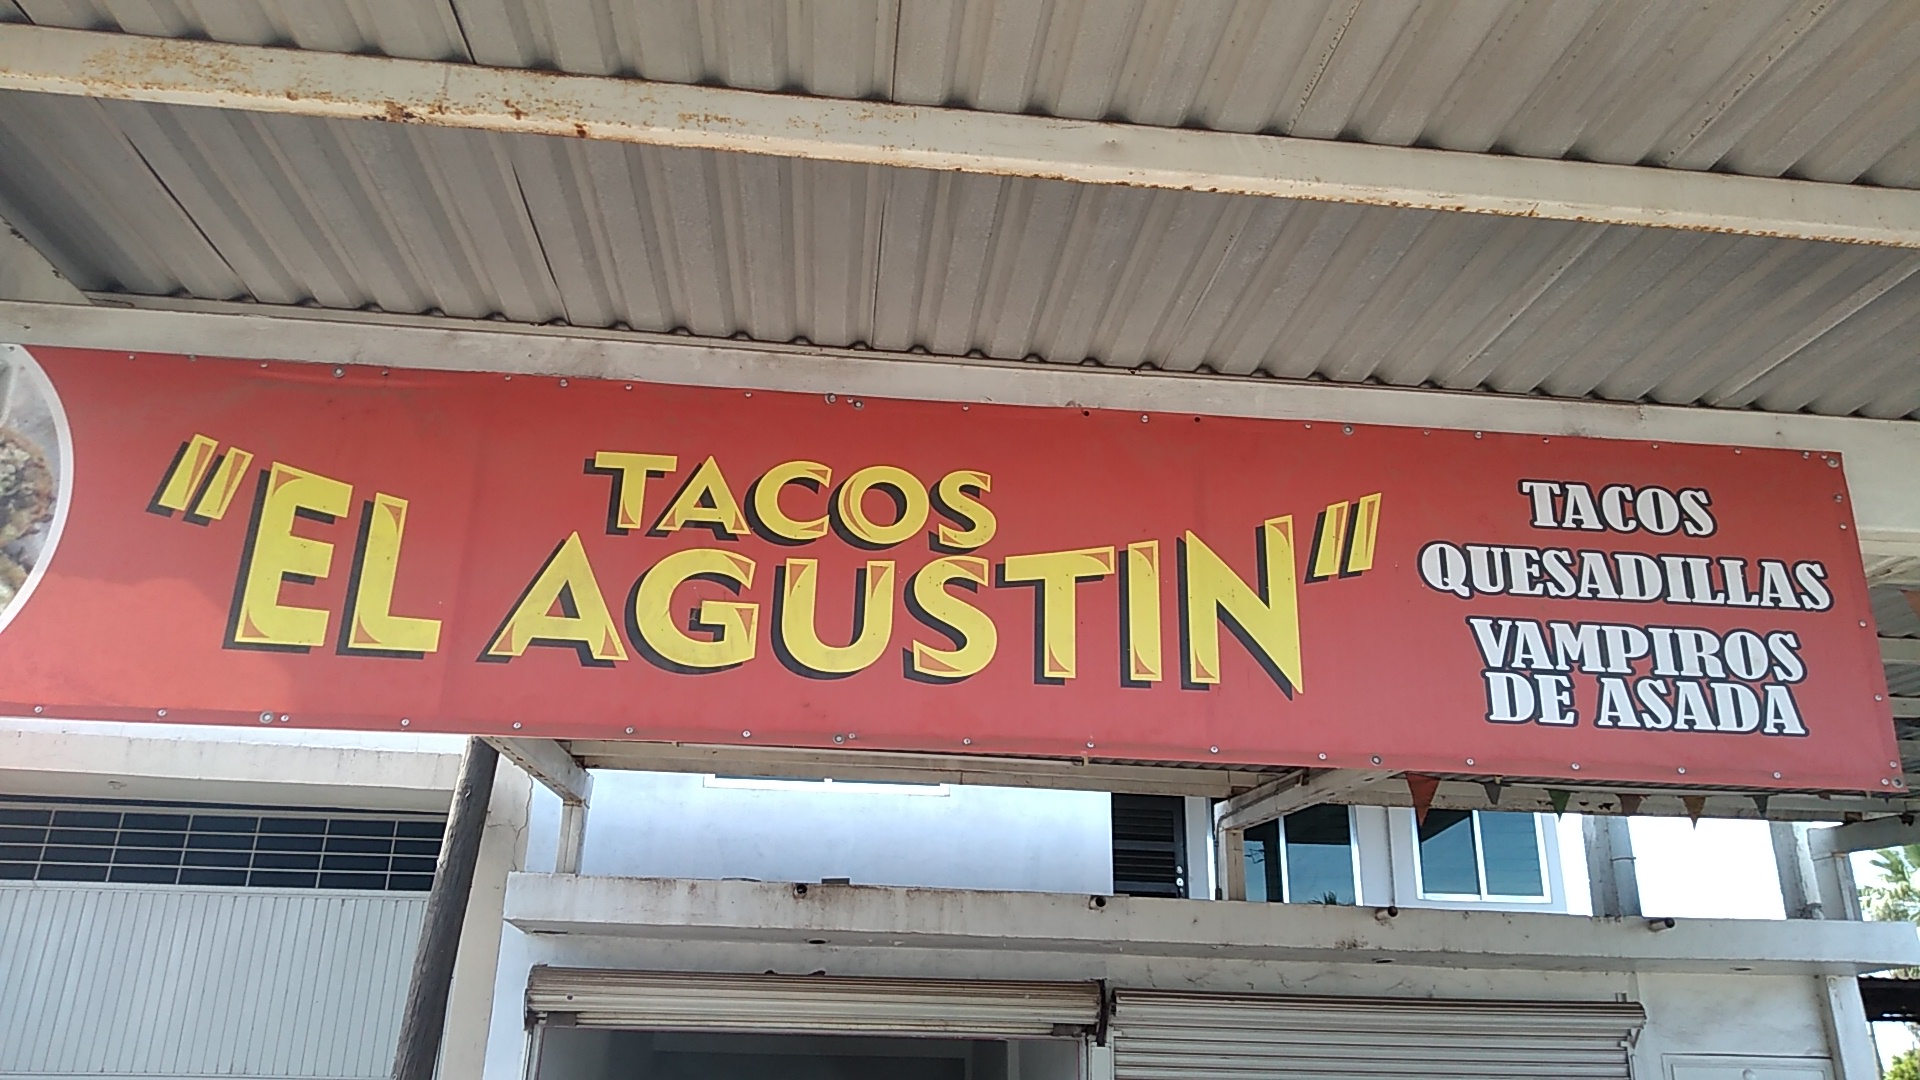 TACOS
"EL AGUSTIN"
TACOS
QUESADILLAS
VAMPIROS
DE ASADA